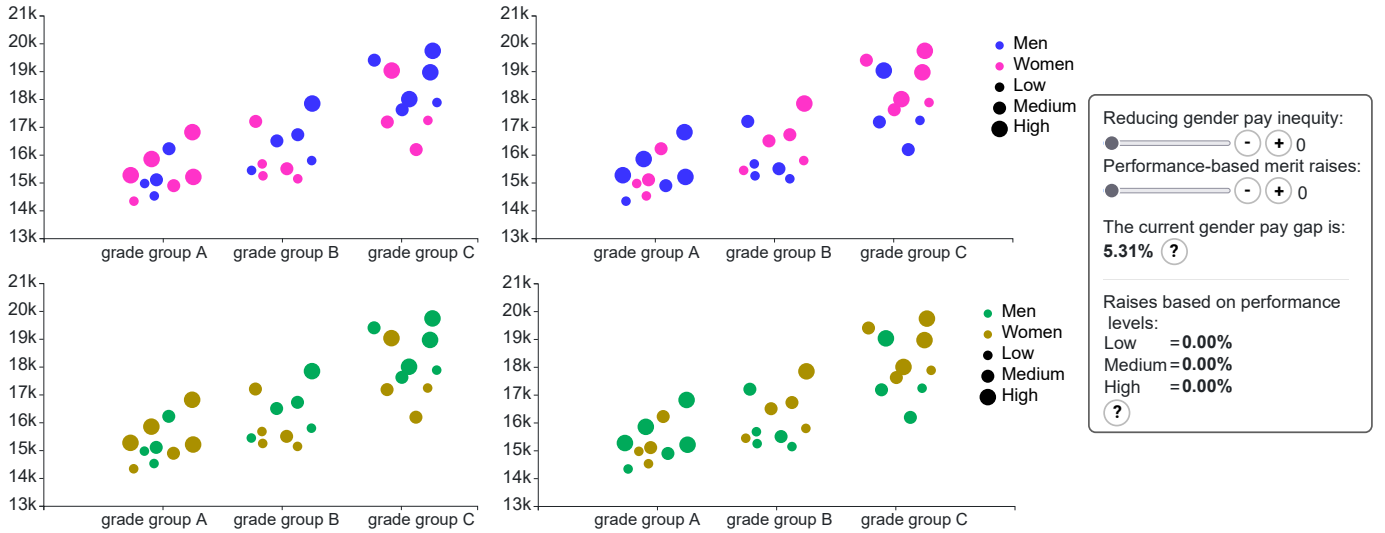 21k
20k
19k
18k
17k
16k
15k
14k
13k
grade group A
grade group B
grade group C
21k
20k
19k
18k
17k
16k
15k
14k
13k
grade group A
grade group B
grade group C
Men
Women
Low
Medium
High
21k
20k
19k
18k
17k
16k
15k
14k
13k
grade group A
grade group B
grade group C
21k
20k
19k
18k
17k
16k
15k
14k
13k
grade group A
grade group B
grade group C
Men
Women
Low
Medium
High
Reducing gender pay inequity:
- + 0
Performance-based merit raises:
- + 0
The current gender pay gap is:
5.31% ?
Raises based on performance
levels:
Low =0.00%
Medium =0.00%
High =0.00%
?